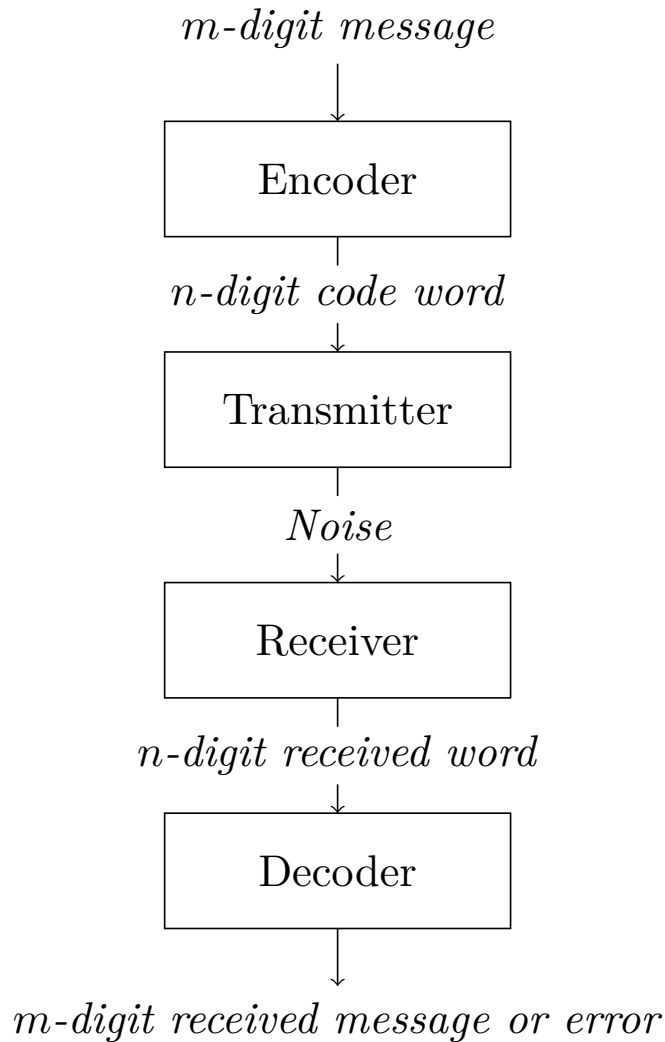 m-digit message
Encoder
n-digit code word
Transmitter
Noise
Receiver
n-digit received word
Decoder
m-digit received message or error